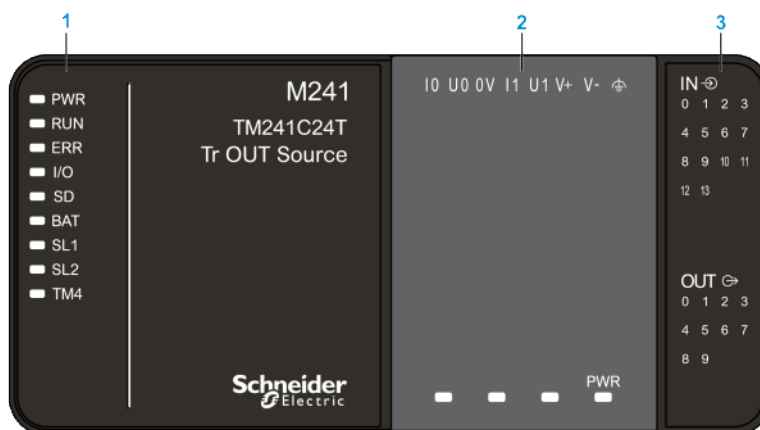 1
2
3
PWR
RUN
ERR
I/O
SD
BAT
SL1
SL2
TM4
M241
TM241C24T
Tr OUT Source
Schneider
Electric
I0 U0 0V I1 U1 V+ V-
PWR
IN
0 1 2 3
4 5 6 7
8 9 10 11
12 13
OUT
0 1 2 3
4 5 6 7
8 9